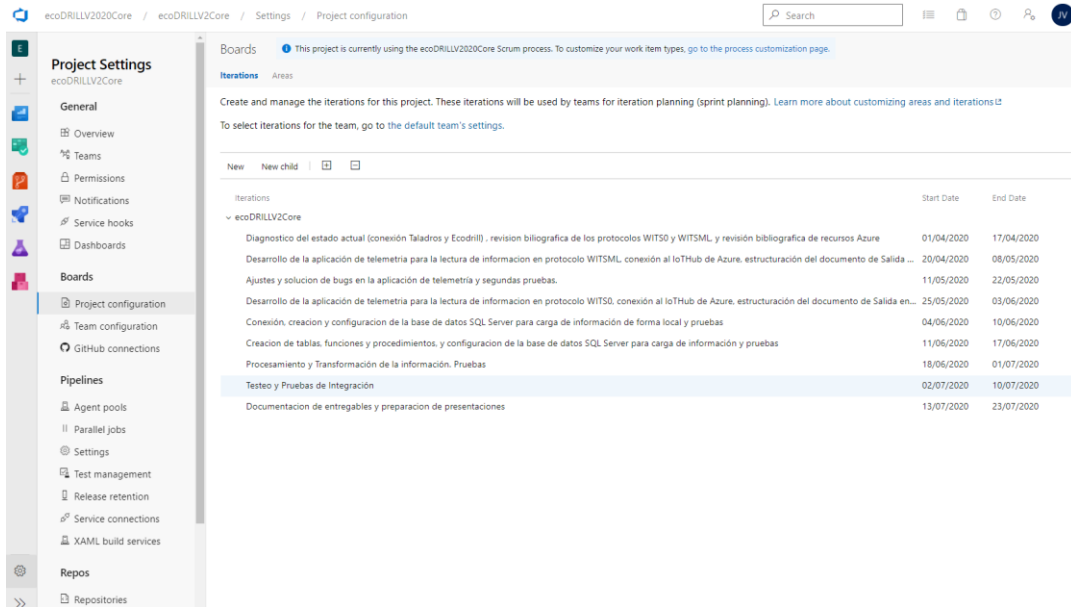 ecoDRILLV2020Core / ecoDRILLV2Core / Settings / Project configuration
Search
JV
E
Project Settings
ecoDRILLV2Core
General
Overview
Teams
Permissions
Notifications
Service hooks
Dashboards
Boards
Project configuration
Team configuration
GitHub connections
Pipelines
Agent pools
Parallel jobs
Settings
Test management
Release retention
Service connections
XAML build services
Repos
Repositories
Boards This project is currently using the ecoDRILLV2020Core Scrum process. To customize your work item types, go to the process customization page.
Iterations Areas
Create and manage the iterations for this project. These iterations will be used by teams for iteration planning (sprint planning). Learn more about customizing areas and iterations
To select iterations for the team, go to the default team's settings.
New New child
Iterations Start Date End Date
ecoDRILLV2Core
Diagnostico del estado actual (conexión Taladros y Ecodrill) , revision biliografica de los protocolos WITS0 y WITSML, y revisión bibliografica de recursos Azure 01/04/2020 17/04/2020
Desarrollo de la aplicación de telemetria para la lectura de informacion en protocolo WITSML, conexión al IoTHub de Azure, estructuración del documento de Salida ... 20/04/2020 08/05/2020
Ajustes y solucion de bugs en la aplicación de telemetría y segundas pruebas. 11/05/2020 22/05/2020
Desarrollo de la aplicación de telemetria para la lectura de informacion en protocolo WITS0, conexión al IoTHub de Azure, estructuración del documento de Salida en... 25/05/2020 03/06/2020
Conexión, creacion y configuracion de la base de datos SQL Server para carga de información de forma local y pruebas 04/06/2020 10/06/2020
Creacion de tablas, funciones y procedimientos, y configuracion de la base de datos SQL Server para carga de información y pruebas 11/06/2020 17/06/2020
Procesamiento y Transformación de la información. Pruebas 18/06/2020 01/07/2020
Testeo y Pruebas de Integración 02/07/2020 10/07/2020
Documentacion de entregables y preparacion de presentaciones 13/07/2020 23/07/2020